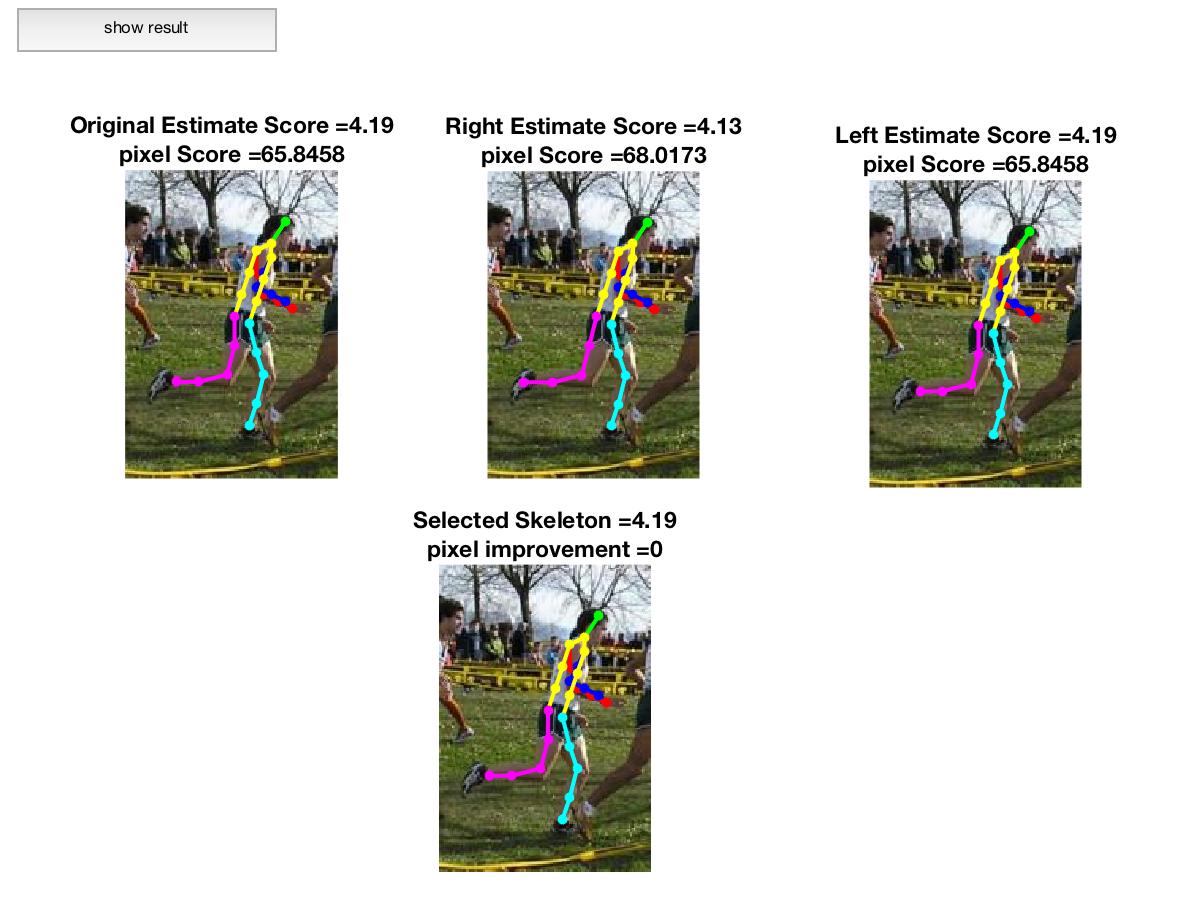 show result
Original Estimate Score =4.19
pixel Score =65.8458
Right Estimate Score =4.13
pixel Score =68.0173
Left Estimate Score =4.19
pixel Score =65.8458
Selected Skeleton =4.19
pixel improvement =0